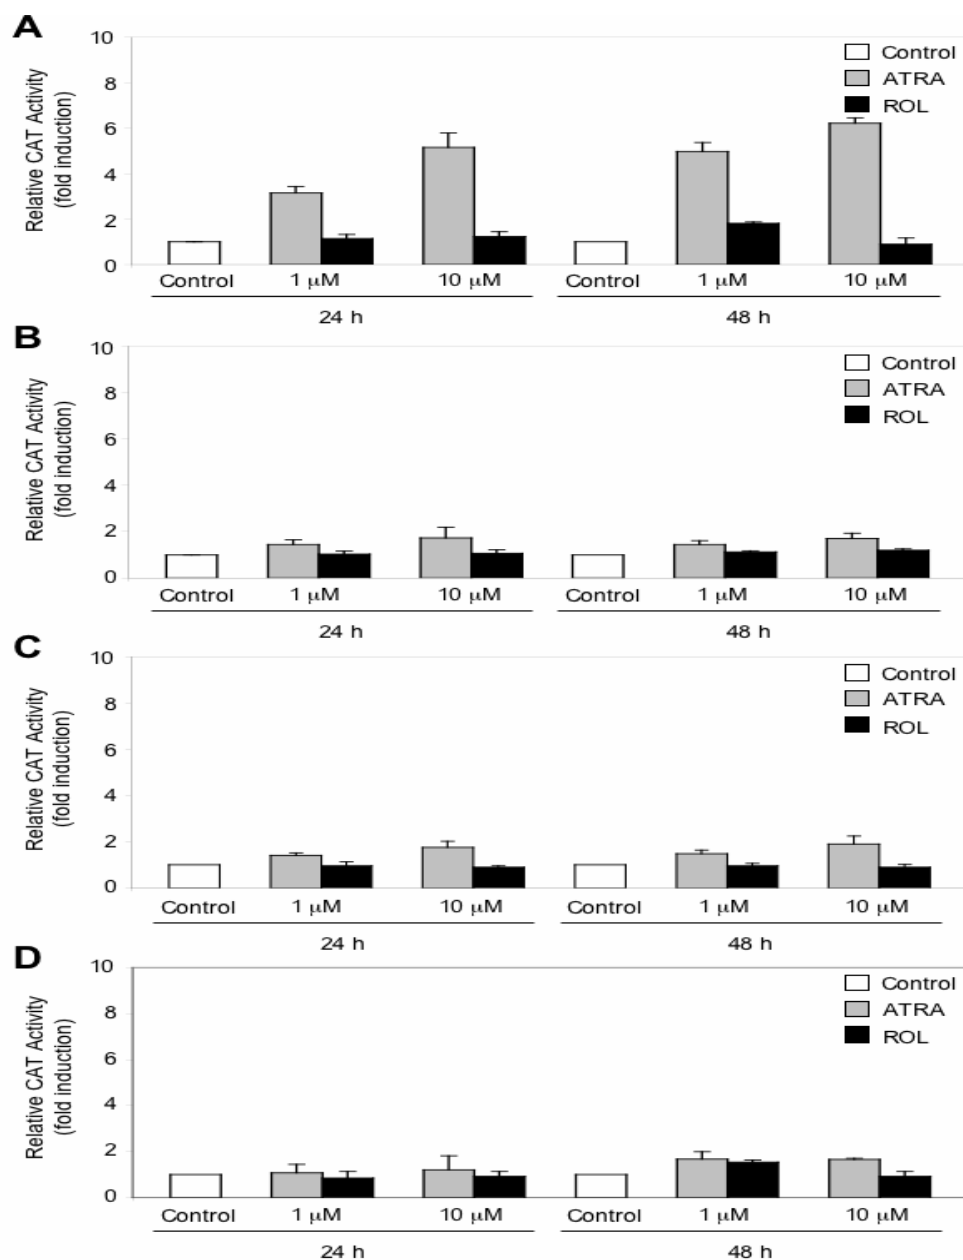 A
Relative CAT Activity
(fold induction)
10
8
6
4
2
0
Control
ATRA
ROL
Control 1 μM 10 μM Control 1 μM 10 μM
24 h 48 h
B
Relative CAT Activity
(fold induction)
10
8
6
4
2
0
Control
ATRA
ROL
Control 1 μM 10 μM Control 1 μM 10 μM
24 h 48 h
C
Relative CAT Activity
(fold induction)
10
8
6
4
2
0
Control
ATRA
ROL
Control 1 μM 10 μM Control 1 μM 10 μM
24 h 48 h
D
Relative CAT Activity
(fold induction)
10
8
6
4
2
0
Control
ATRA
ROL
Control 1 μM 10 μM Control 1 μM 10 μM
24 h 48 h